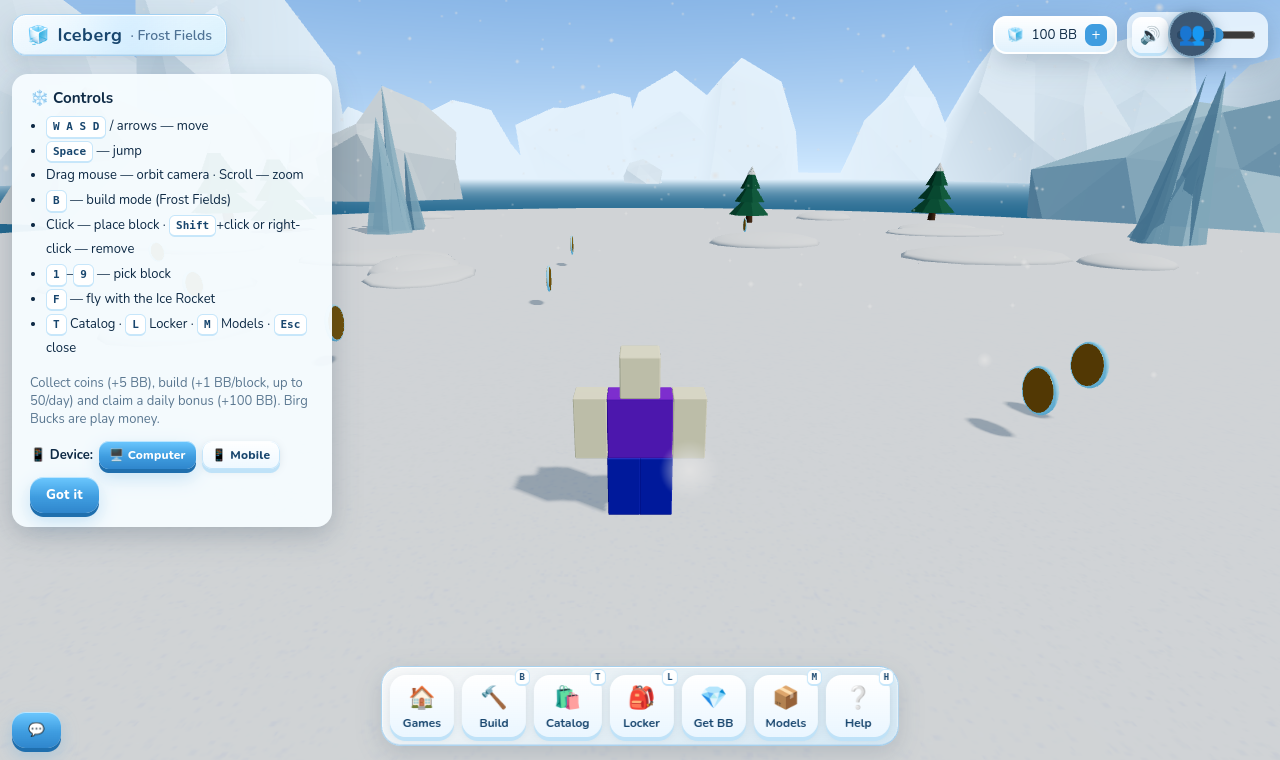 Iceberg · Frost Fields
100 BB +
Controls
W A S D / arrows — move
Space — jump
Drag mouse — orbit camera · Scroll — zoom
B — build mode (Frost Fields)
Click — place block · Shift +click or right-
click — remove
1 – 9 — pick block
F — fly with the Ice Rocket
T Catalog · L Locker · M Models · Esc
close
Collect coins (+5 BB), build (+1 BB/block, up to
50/day) and claim a daily bonus (+100 BB). Birg
Bucks are play money.
Device: Computer Mobile
Got it
B T L M H
Games Build Catalog Locker Get BB Models Help